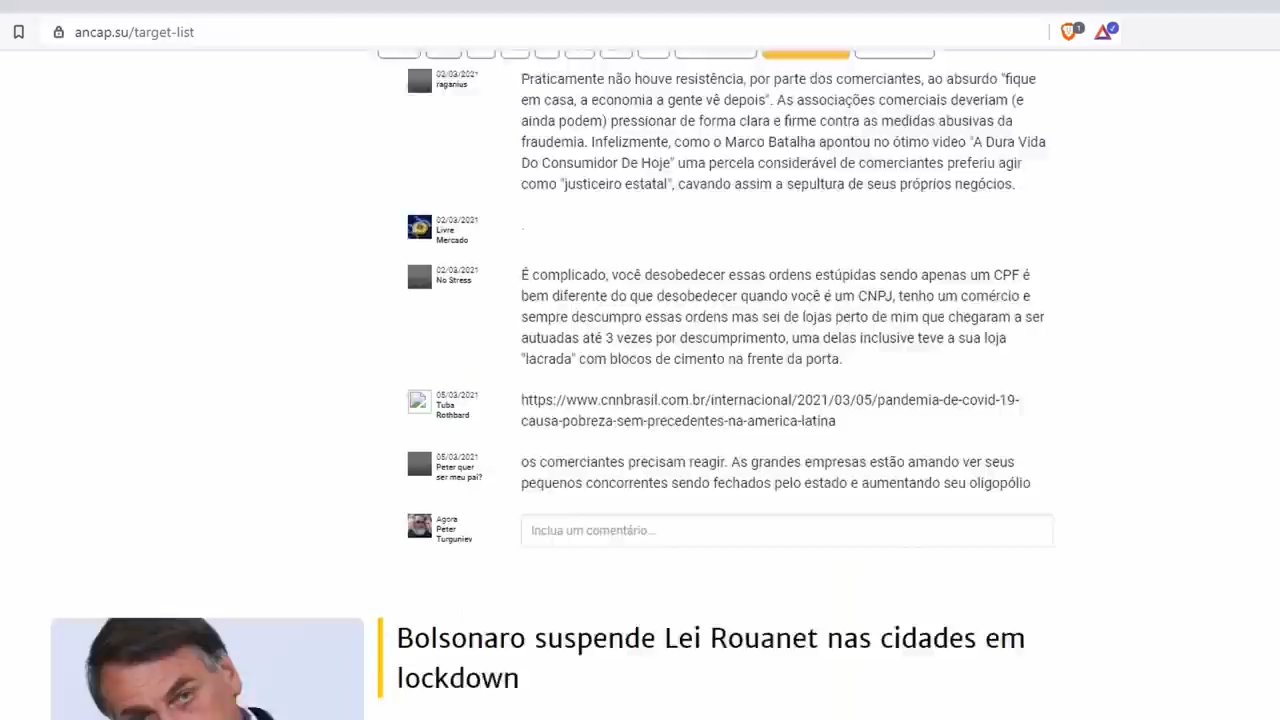 ancap.su/target-list
1
02/03/2021
raganius
Praticamente não houve resistência, por parte dos comerciantes, ao absurdo "fique
em casa, a economia a gente vê depois". As associações comerciais deveriam (e
ainda podem) pressionar de forma clara e firme contra as medidas abusivas da
fraudemia. Infelizmente, como o Marco Batalha apontou no ótimo video "A Dura Vida
Do Consumidor De Hoje" uma percela considerável de comerciantes preferiu agir
como "justiceiro estatal", cavando assim a sepultura de seus próprios negócios.
02/03/2021
Livre
Mercado
.
02/03/2021
No Stress
É complicado, você desobedecer essas ordens estúpidas sendo apenas um CPF é
bem diferente do que desobedecer quando você é um CNPJ, tenho um comércio e
sempre descumpro essas ordens mas sei de lojas perto de mim que chegaram a ser
autuadas até 3 vezes por descumprimento, uma delas inclusive teve a sua loja
"lacrada" com blocos de cimento na frente da porta.
05/03/2021
Tuba
Rothbard
https://www.cnnbrasil.com.br/internacional/2021/03/05/pandemia-de-covid-19-
causa-pobreza-sem-precedentes-na-america-latina
05/03/2021
Peter quer
ser meu pai?
os comerciantes precisam reagir. As grandes empresas estão amando ver seus
pequenos concorrentes sendo fechados pelo estado e aumentando seu oligopólio
Agora
Peter
Turguniev
Inclua um comentário...
Bolsonaro suspende Lei Rouanet nas cidades em
lockdown